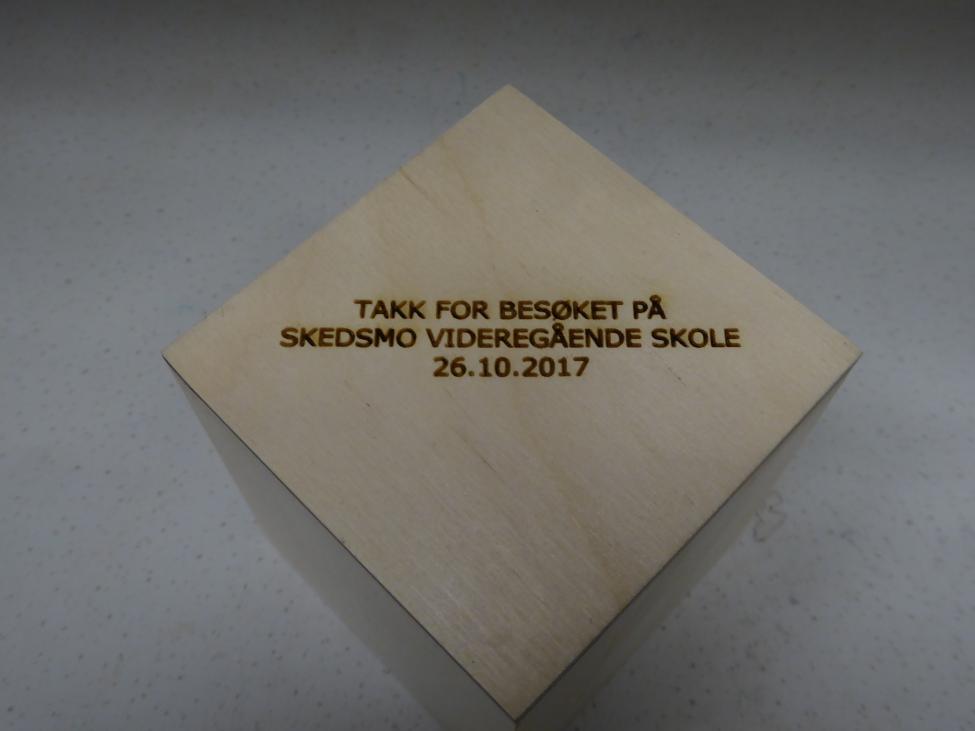 TAKK FOR BESØKET PÅ
SKEDSMO VIDEREGÅENDE SKOLE
26.10.2017